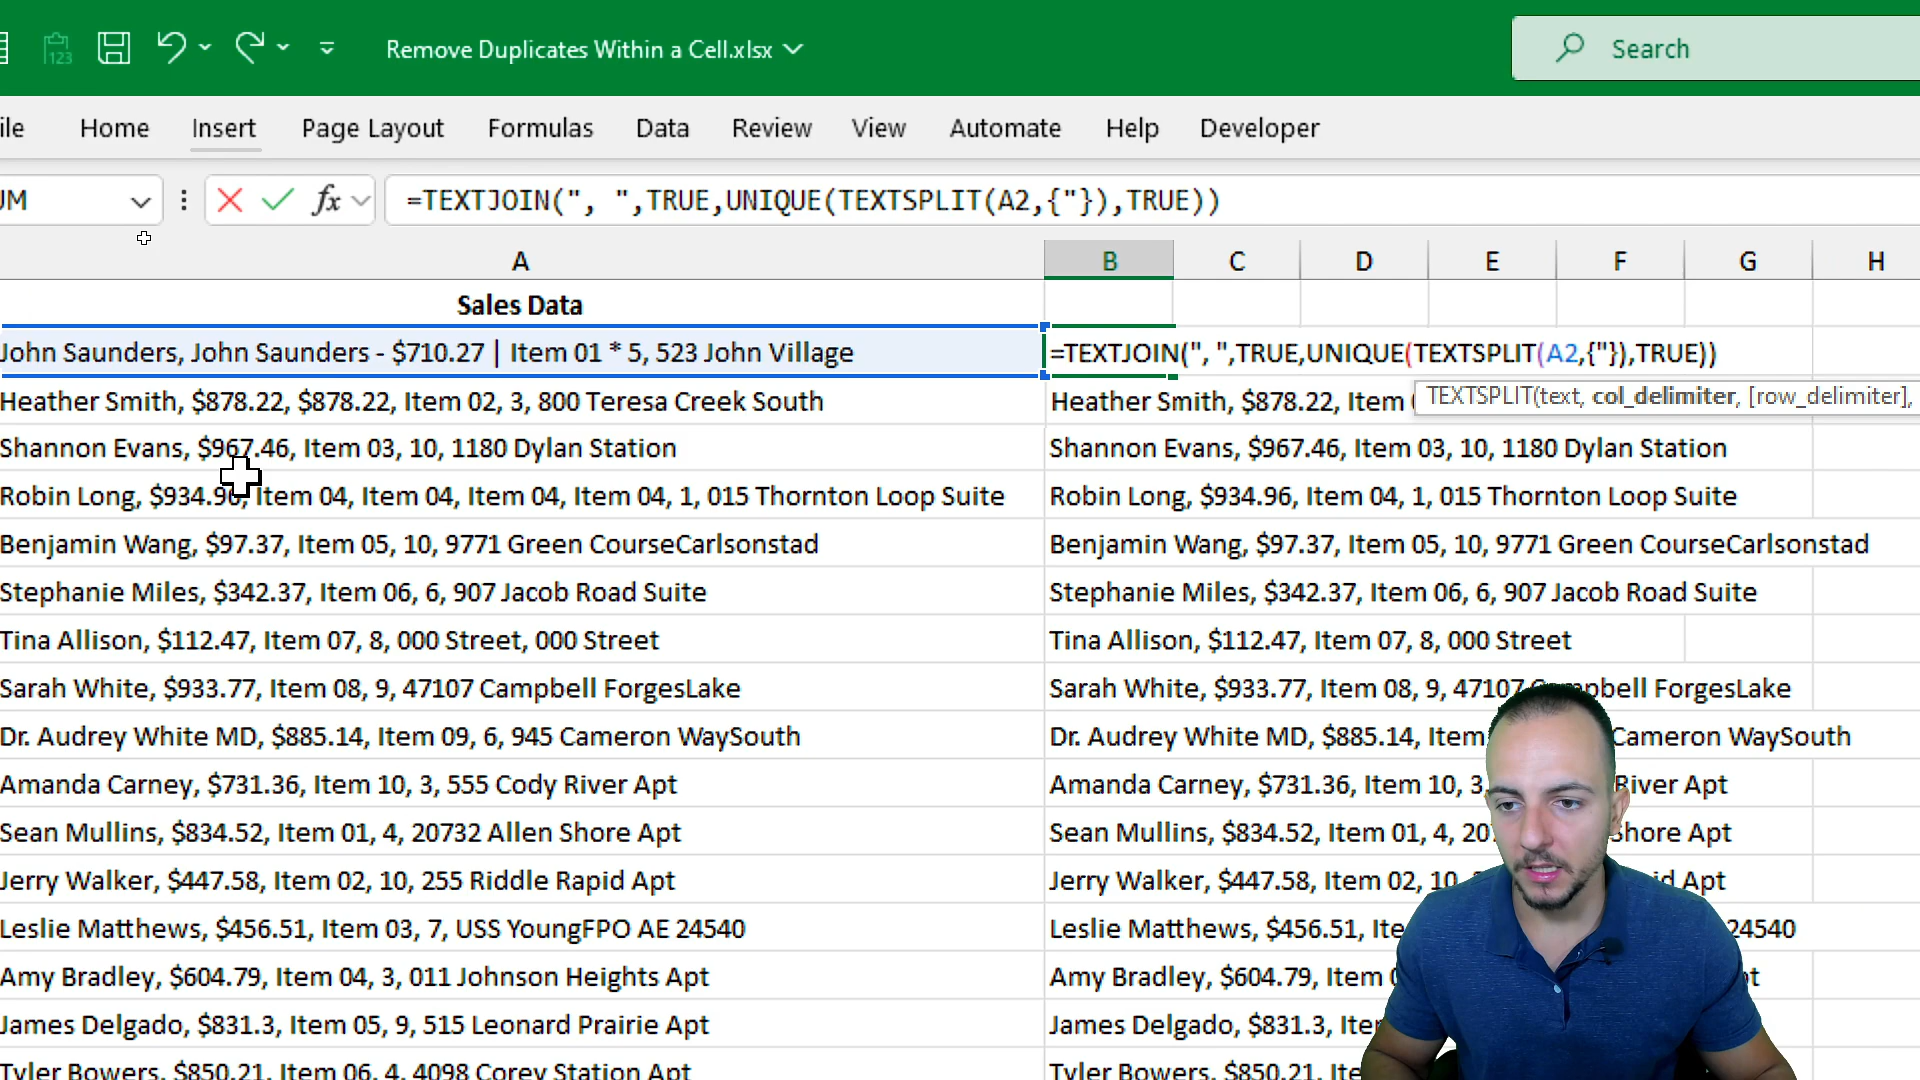 123
Remove Duplicates Within a Cell.xlsx
Search
ile Home Insert Page Layout Formulas Data Review View Automate Help Developer
UM fx =TEXTJOIN(", ",TRUE,UNIQUE(TEXTSPLIT(A2,{"}),TRUE))
A B C D E F G H
Sales Data
John Saunders, John Saunders - $710.27 | Item 01 * 5, 523 John Village =TEXTJOIN(", ",TRUE,UNIQUE(TEXTSPLIT(A2,{"}),TRUE))
TEXTSPLIT(text, col_delimiter, [row_delimiter],
Heather Smith, $878.22, $878.22, Item 02, 3, 800 Teresa Creek South Heather Smith, $878.22, Item
Shannon Evans, $967.46, Item 03, 10, 1180 Dylan Station Shannon Evans, $967.46, Item 03, 10, 1180 Dylan Station
Robin Long, $934.96, Item 04, Item 04, Item 04, Item 04, 1, 015 Thornton Loop Suite Robin Long, $934.96, Item 04, 1, 015 Thornton Loop Suite
Benjamin Wang, $97.37, Item 05, 10, 9771 Green CourseCarlsonstad Benjamin Wang, $97.37, Item 05, 10, 9771 Green CourseCarlsonstad
Stephanie Miles, $342.37, Item 06, 6, 907 Jacob Road Suite Stephanie Miles, $342.37, Item 06, 6, 907 Jacob Road Suite
Tina Allison, $112.47, Item 07, 8, 000 Street, 000 Street Tina Allison, $112.47, Item 07, 8, 000 Street
Sarah White, $933.77, Item 08, 9, 47107 Campbell ForgesLake Sarah White, $933.77, Item 08, 9, 47107 Campbell ForgesLake
Dr. Audrey White MD, $885.14, Item 09, 6, 945 Cameron WaySouth Dr. Audrey White MD, $885.14, Item Cameron WaySouth
Amanda Carney, $731.36, Item 10, 3, 555 Cody River Apt Amanda Carney, $731.36, Item 10, 3, River Apt
Sean Mullins, $834.52, Item 01, 4, 20732 Allen Shore Apt Sean Mullins, $834.52, Item 01, 4, 20 Shore Apt
Jerry Walker, $447.58, Item 02, 10, 255 Riddle Rapid Apt Jerry Walker, $447.58, Item 02, 10, id Apt
Leslie Matthews, $456.51, Item 03, 7, USS YoungFPO AE 24540 Leslie Matthews, $456.51, Ite 24540
Amy Bradley, $604.79, Item 04, 3, 011 Johnson Heights Apt Amy Bradley, $604.79, Item
James Delgado, $831.3, Item 05, 9, 515 Leonard Prairie Apt James Delgado, $831.3, Ite
Tyler Bowers, $850.21, Item 06, 4, 4098 Corey Station Apt Tyler Bowers, $850.21, Ite